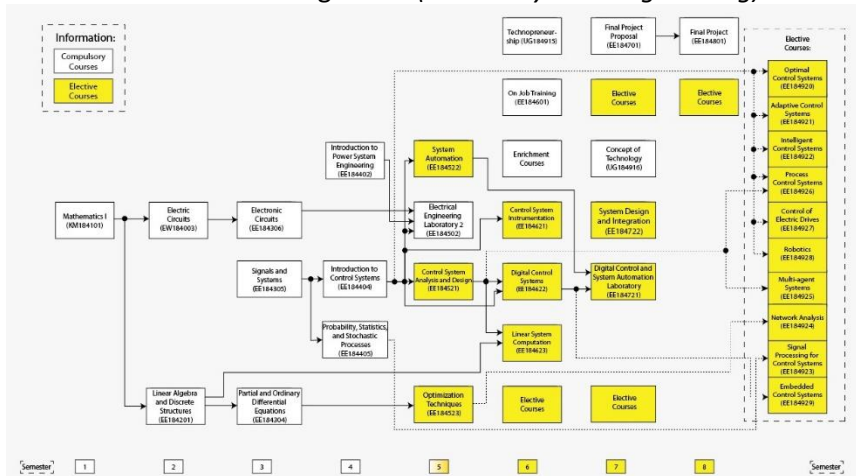 Information:
Compulsory
Courses
Elective
Courses
Technopreneur-
ship (UG184915)
Final Project
Proposal
(EE184701)
Final Project
(EE184801)
Elective
Courses:
Optimal
Control Systems
(EE184920)
On Job Training
(EE184601)
Elective
Courses
Elective
Courses
Adaptive Control
Systems
(EE184921)
Introduction to
Power System
Engineering
(EE184402)
System
Automation
(EE184522)
Enrichment
Courses
Concept of
Technology
(UG184916)
Intelligent
Control Systems
(EE184922)
Process
Control Systems
(EE184926)
Mathematics I
(KM184101)
Electric
Circuits
(EW184003)
Electronic
Circuits
(EE184306)
Electrical
Engineering
Laboratory 2
(EE184502)
Control System
Instrumentation
(EE184621)
System Design
and Integration
(EE184722)
Control of
Electric Drives
(EE184927)
Robotics
(EE184928)
Signals and
Systems
(EE184305)
Introduction to
Control Systems
(EE184404)
Control System
Analysis and Design
(EE184521)
Digital Control
Systems
(EE184622)
Digital Control and
System Automation
Laboratory
(EE184721)
Multi-agent
Systems
(EE184925)
Probability, Statistics,
and Stochastic
Processes
(EE184405)
Linear System
Computation
(EE184623)
Network Analysis
(EE184924)
Signal
Processing for
Control Systems
(EE184923)
Linear Algebra
and Discrete
Structures
(EE184201)
Partial and Ordinary
Differential
Equations
(EE184304)
Optimization
Techniques
(EE184523)
Elective
Courses
Elective
Courses
Embedded
Control Systems
(EE184929)
Semester 1 2 3 4 5 6 7 8 Semester